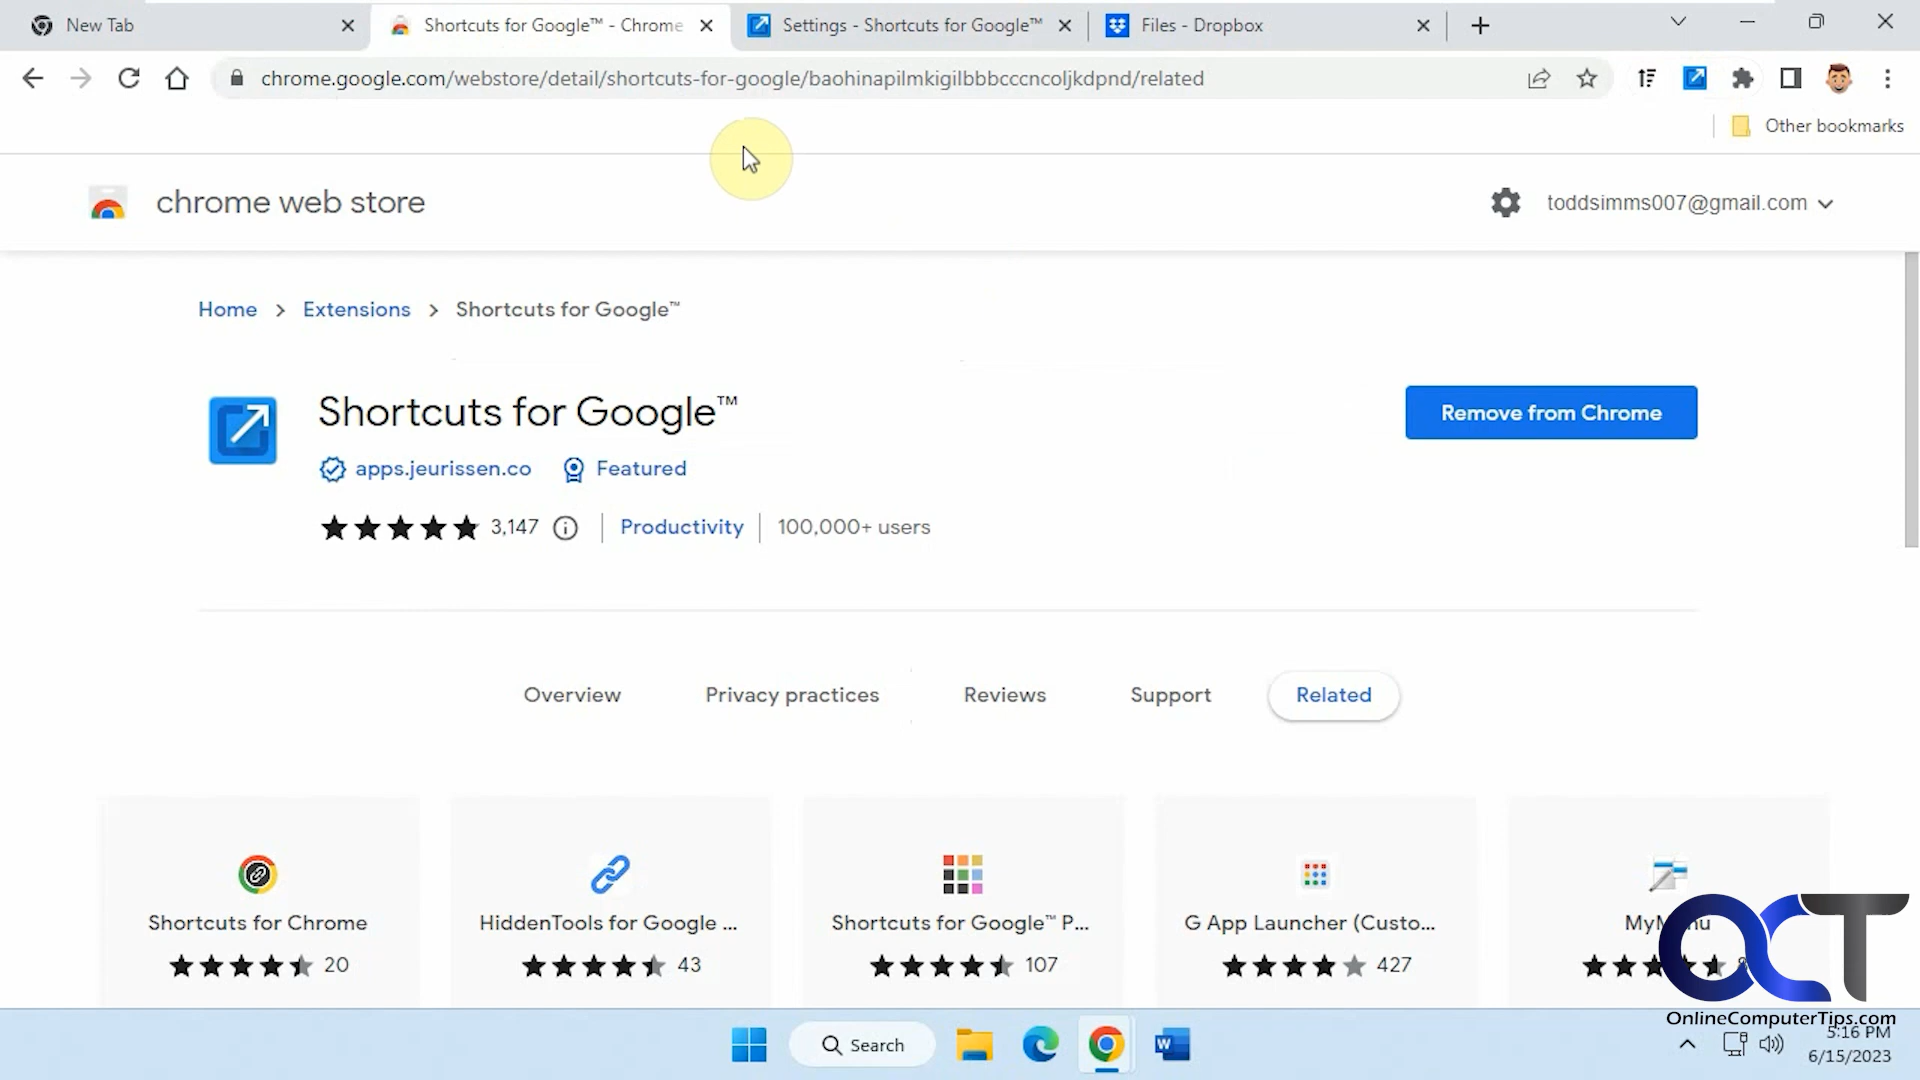 New Tab
Shortcuts for Google™ - Chrome
Settings - Shortcuts for Google™
Files - Dropbox
chrome.google.com/webstore/detail/shortcuts-for-google/baohinapilmkigilbbbcccncoljkdpnd/related
Other bookmarks
chrome web store
toddsimms007@gmail.com
Home > Extensions > Shortcuts for Google™
Shortcuts for Google™
Remove from Chrome
apps.jeurissen.co Featured
3,147 Productivity 100,000+ users
Overview Privacy practices Reviews Support Related
Shortcuts for Chrome
20
HiddenTools for Google ...
43
Shortcuts for Google™ P...
107
G App Launcher (Custo...
427
OCT
OnlineComputerTips.com
Search
5:16 PM
6/15/2023